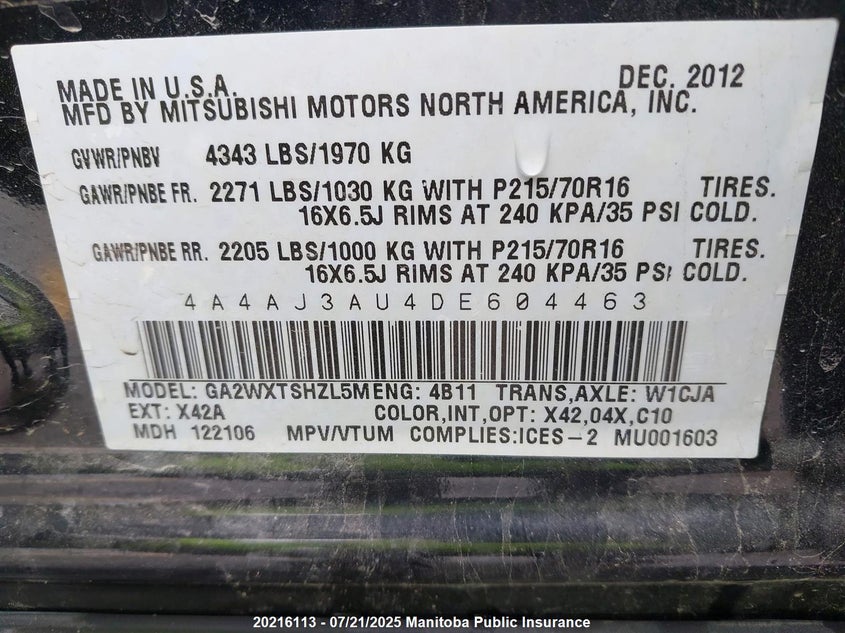 MADE IN U.S.A. DEC. 2012
MFD BY MITSUBISHI MOTORS NORTH AMERICA, INC.
GVWR/PNBV 4343 LBS/1970 KG
GAWR/PNBE FR. 2271 LBS/1030 KG WITH P215/70R16 TIRES.
16X6.5J RIMS AT 240 KPA/35 PSI COLD.
GAWR/PNBE RR. 2205 LBS/1000 KG WITH P215/70R16 TIRES.
16X6.5J RIMS AT 240 KPA/35 PSI COLD.
4A4AJ3AU4DE604463
MODEL: GA2WXTSHZL5M ENG: 4B11 TRANS,AXLE: W1CJA
EXT: X42A COLOR,INT,OPT: X42,04X,C10
MDH 122106 MPV/VTUM COMPLIES:ICES-2 MU001603
20216113 - 07/21/2025 Manitoba Public Insurance